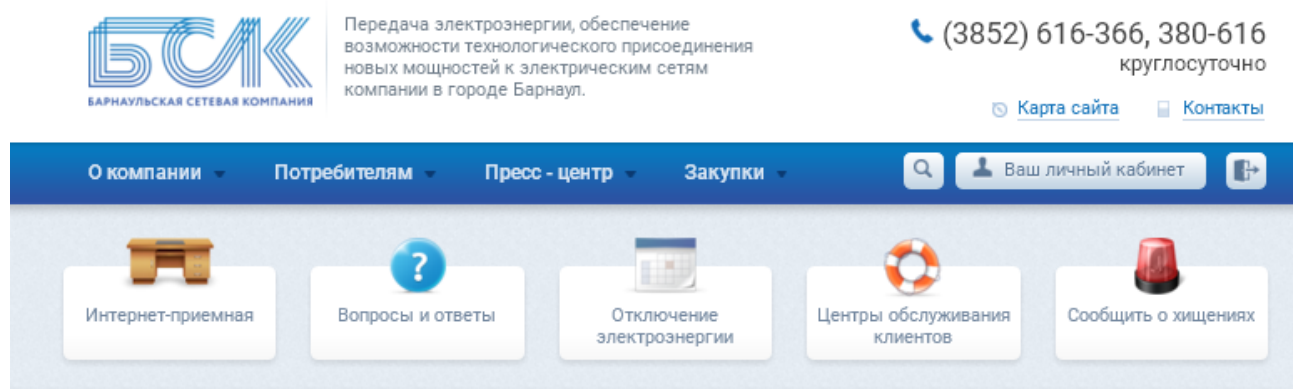 БСК
БАРНАУЛЬСКАЯ СЕТЕВАЯ КОМПАНИЯ
Передача электроэнергии, обеспечение
возможности технологического присоединения
новых мощностей к электрическим сетям
компании в городе Барнаул.
(3852) 616-366, 380-616
круглосуточно
Карта сайта
Контакты
О компании
Потребителям
Пресс - центр
Закупки
Ваш личный кабинет
Интернет-приемная
Вопросы и ответы
?
Отключение
электроэнергии
Центры обслуживания
клиентов
Сообщить о хищениях